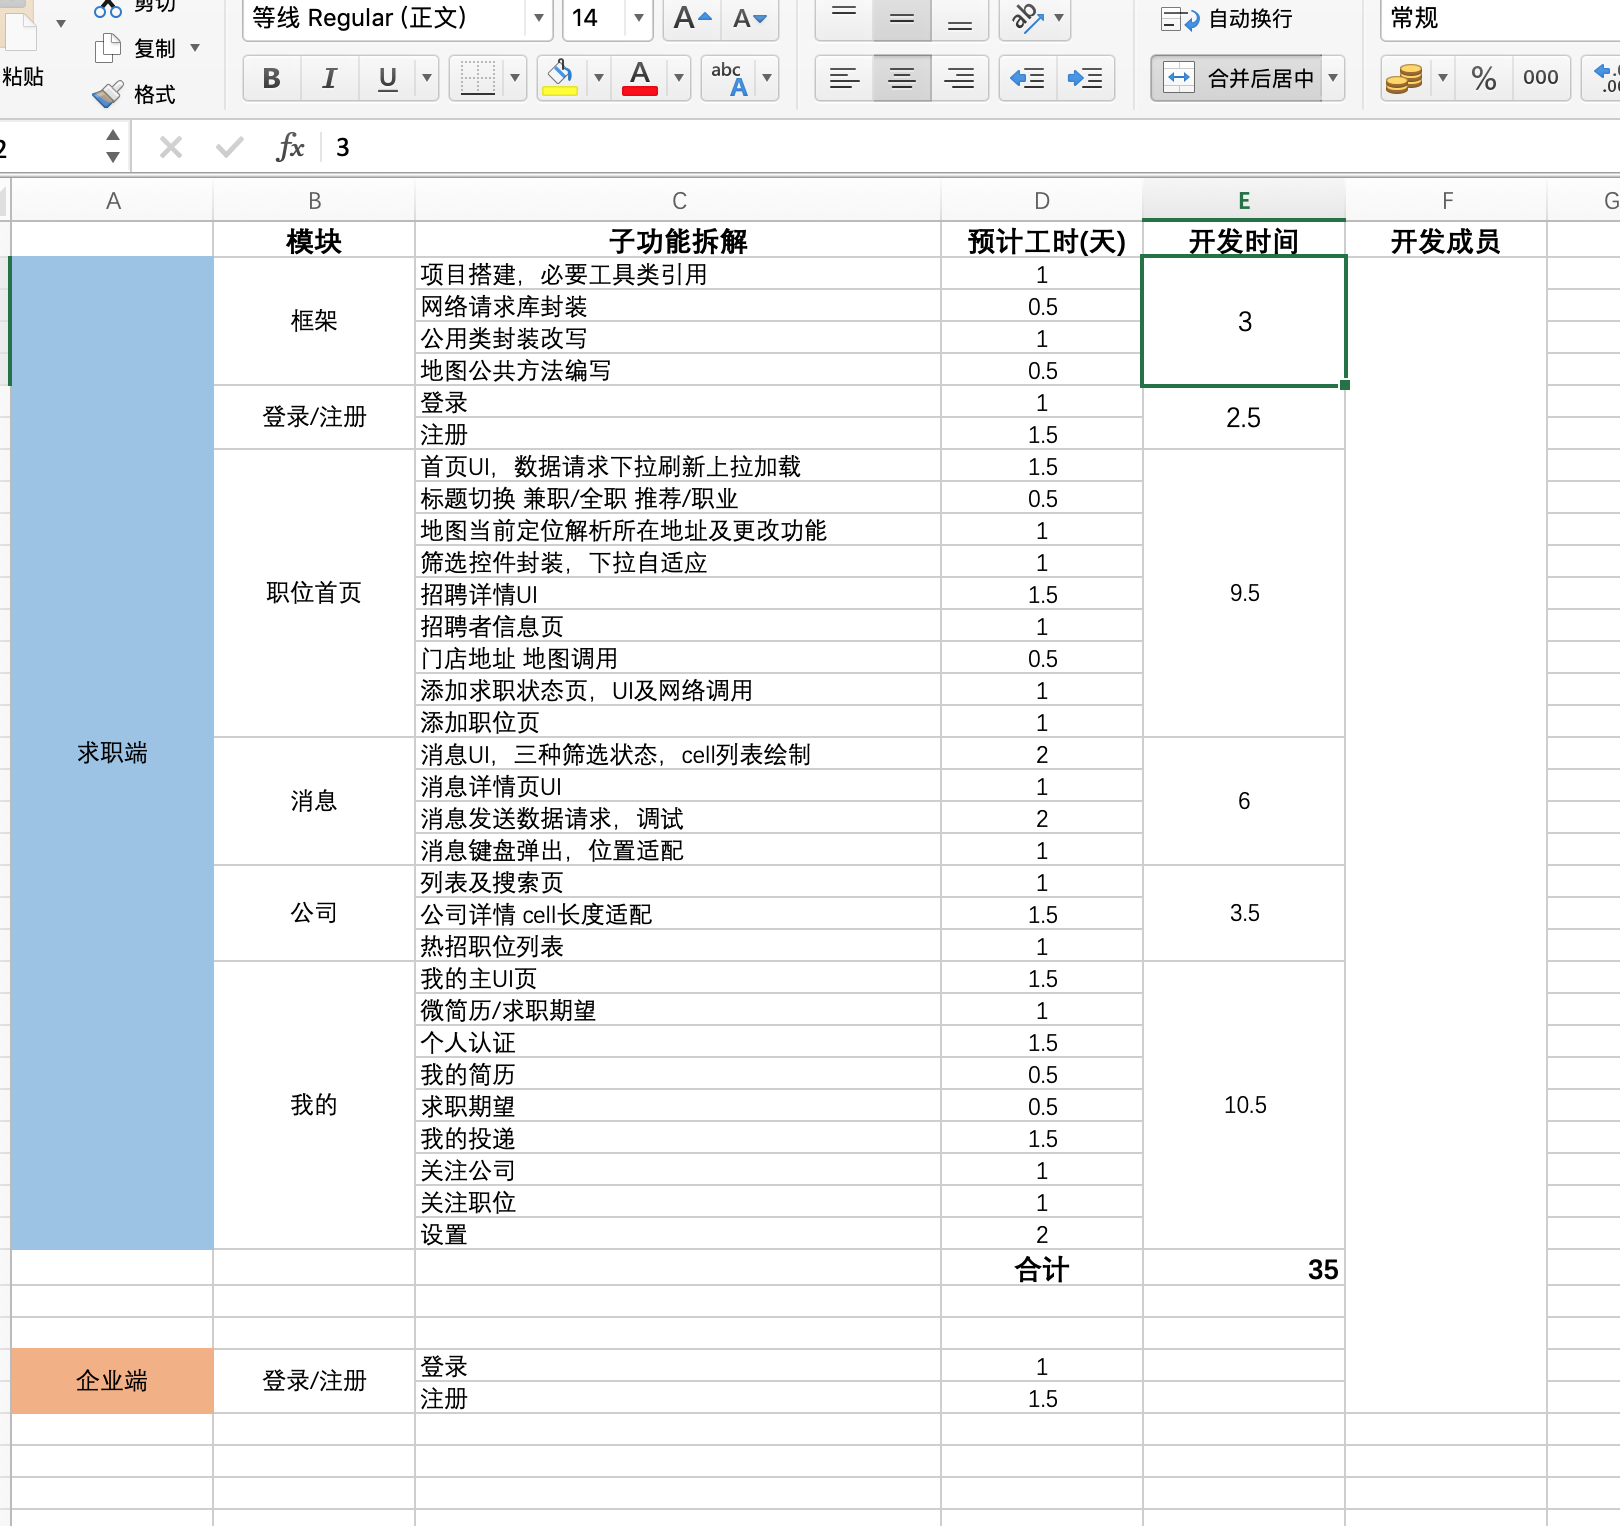 剪切
等线 Regular (正文)
14
A
A
ab
自动换行
常规
复制
粘贴
格式
B
I
U
A
abc
A
合并后居中
%
000
.00
2
fx
3
A
B
C
D
E
F
G
模块
子功能拆解
预计工时(天)
开发时间
开发成员
求职端
框架
项目搭建，必要工具类引用
1
3
网络请求库封装
0.5
公用类封装改写
1
地图公共方法编写
0.5
登录/注册
登录
1
2.5
注册
1.5
职位首页
首页UI，数据请求下拉刷新上拉加载
1.5
9.5
标题切换 兼职/全职 推荐/职业
0.5
地图当前定位解析所在地址及更改功能
1
筛选控件封装，下拉自适应
1
招聘详情UI
1.5
招聘者信息页
1
门店地址 地图调用
0.5
添加求职状态页，UI及网络调用
1
添加职位页
1
消息
消息UI，三种筛选状态，cell列表绘制
2
6
消息详情页UI
1
消息发送数据请求，调试
2
消息键盘弹出，位置适配
1
公司
列表及搜索页
1
3.5
公司详情 cell长度适配
1.5
热招职位列表
1
我的
我的主UI页
1.5
10.5
微简历/求职期望
1
个人认证
1.5
我的简历
0.5
求职期望
0.5
我的投递
1.5
关注公司
1
关注职位
1
设置
2
合计
35
企业端
登录/注册
登录
1
注册
1.5